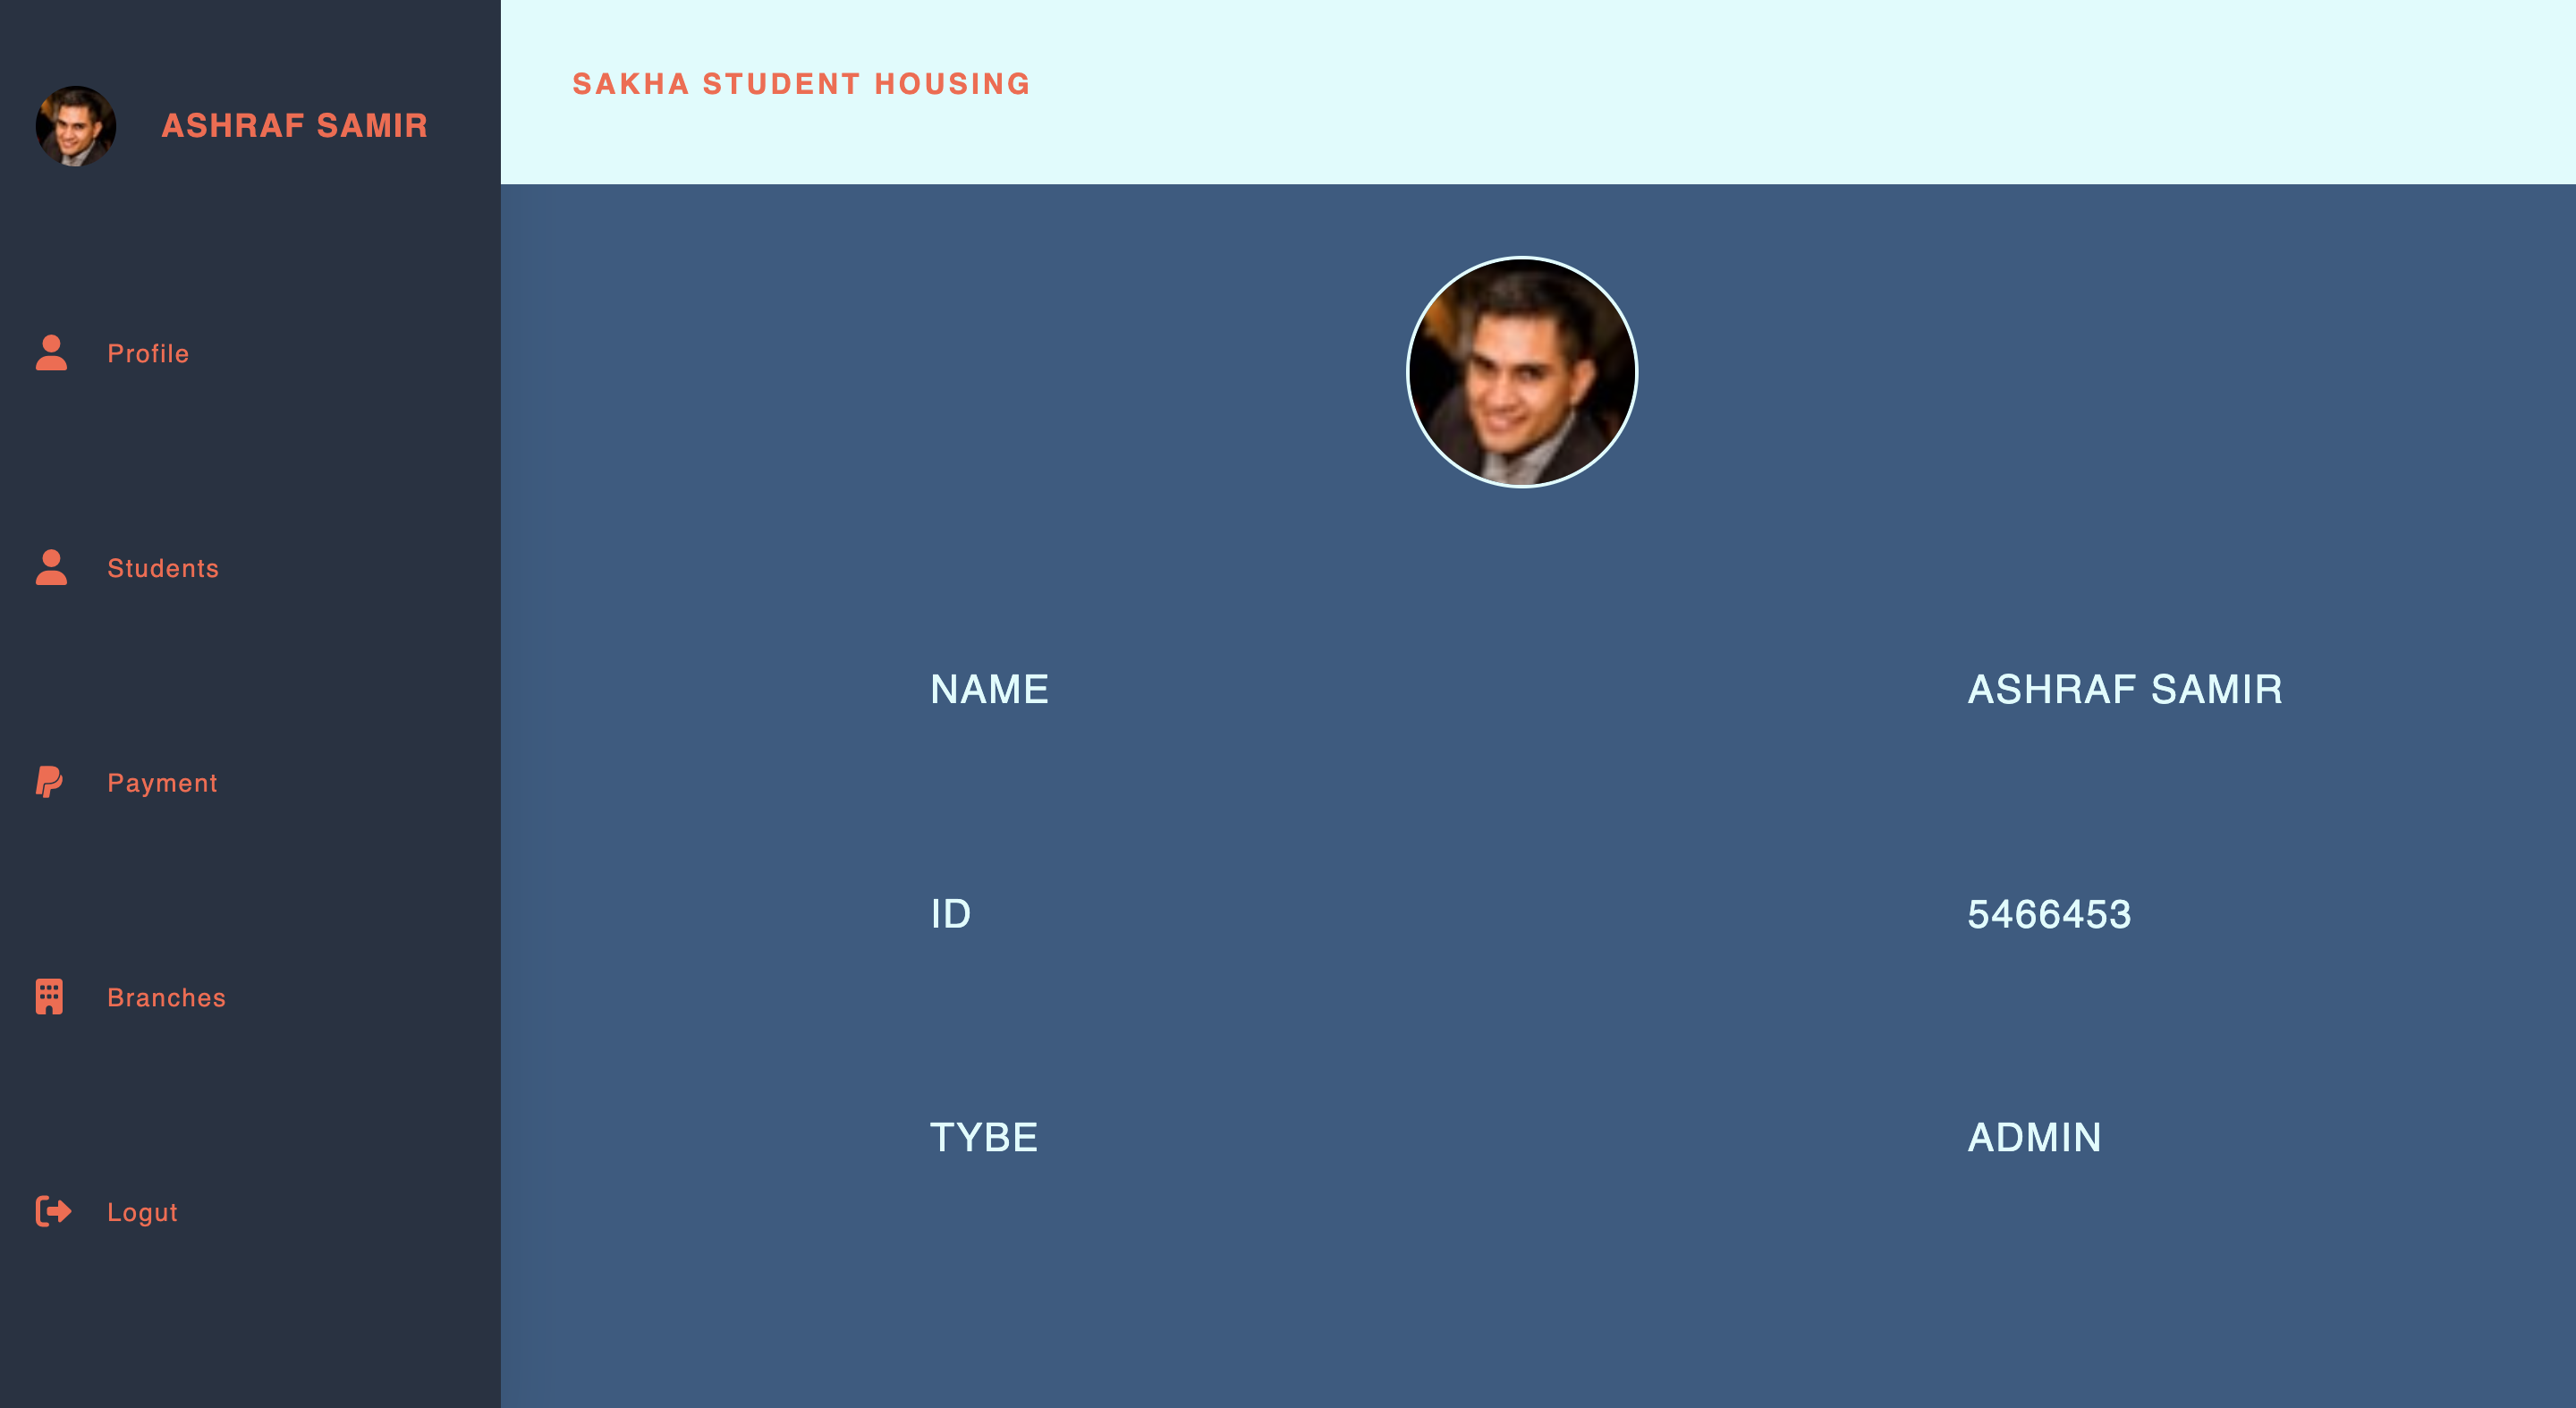 ASHRAF SAMIR
Profile
Students
Payment
Branches
Logut
SAKHA STUDENT HOUSING
NAME ASHRAF SAMIR
ID 5466453
TYBE ADMIN